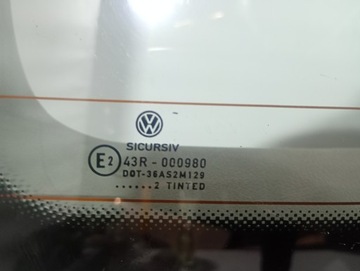 SICURSIV
E2 43R - 000980
DOT-36AS2M129
......2 TINTED